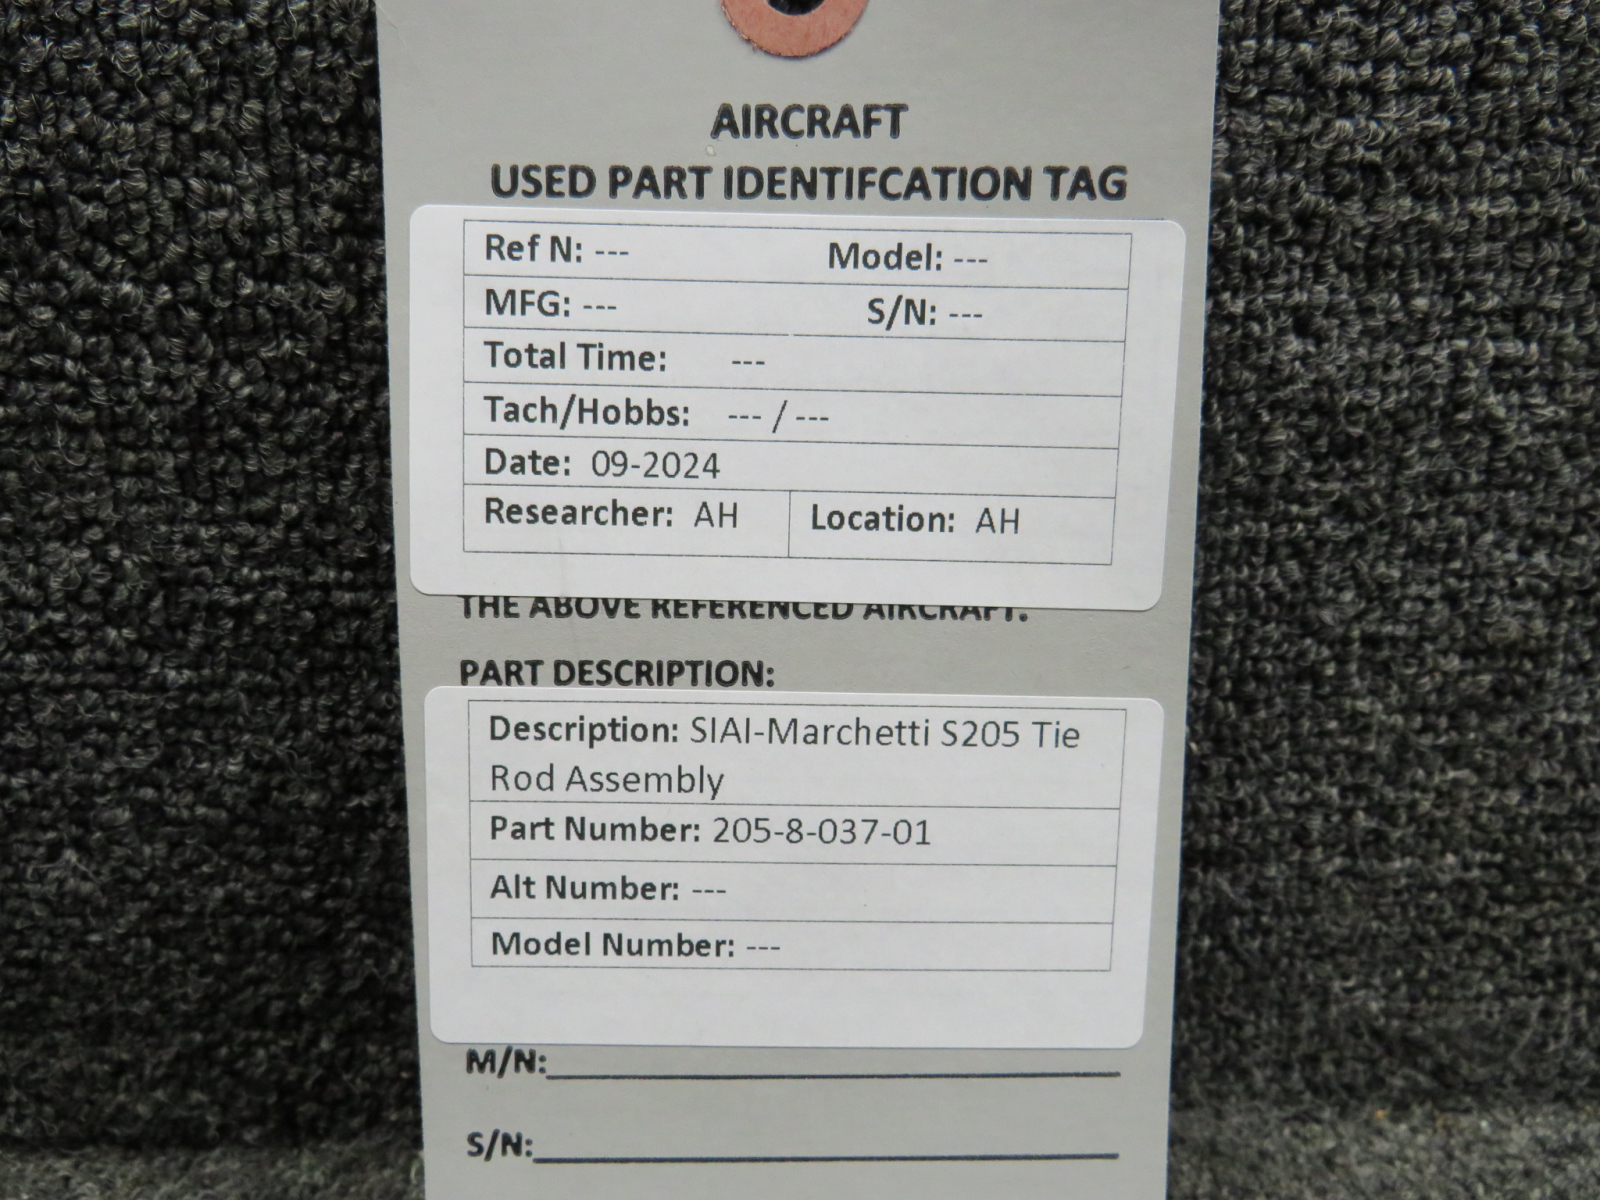 AIRCRAFT
USED PART IDENTIFCATION TAG
Ref N: --- Model: ---
MFG: --- S/N: ---
Total Time: ---
Tach/Hobbs: --- / ---
Date: 09-2024
Researcher: AH Location: AH
THE ABOVE REFERENCED AIRCRAFT.
PART DESCRIPTION:
Description: SIAI-Marchetti S205 Tie
Rod Assembly
Part Number: 205-8-037-01
Alt Number: ---
Model Number: ---
M/N:
S/N: